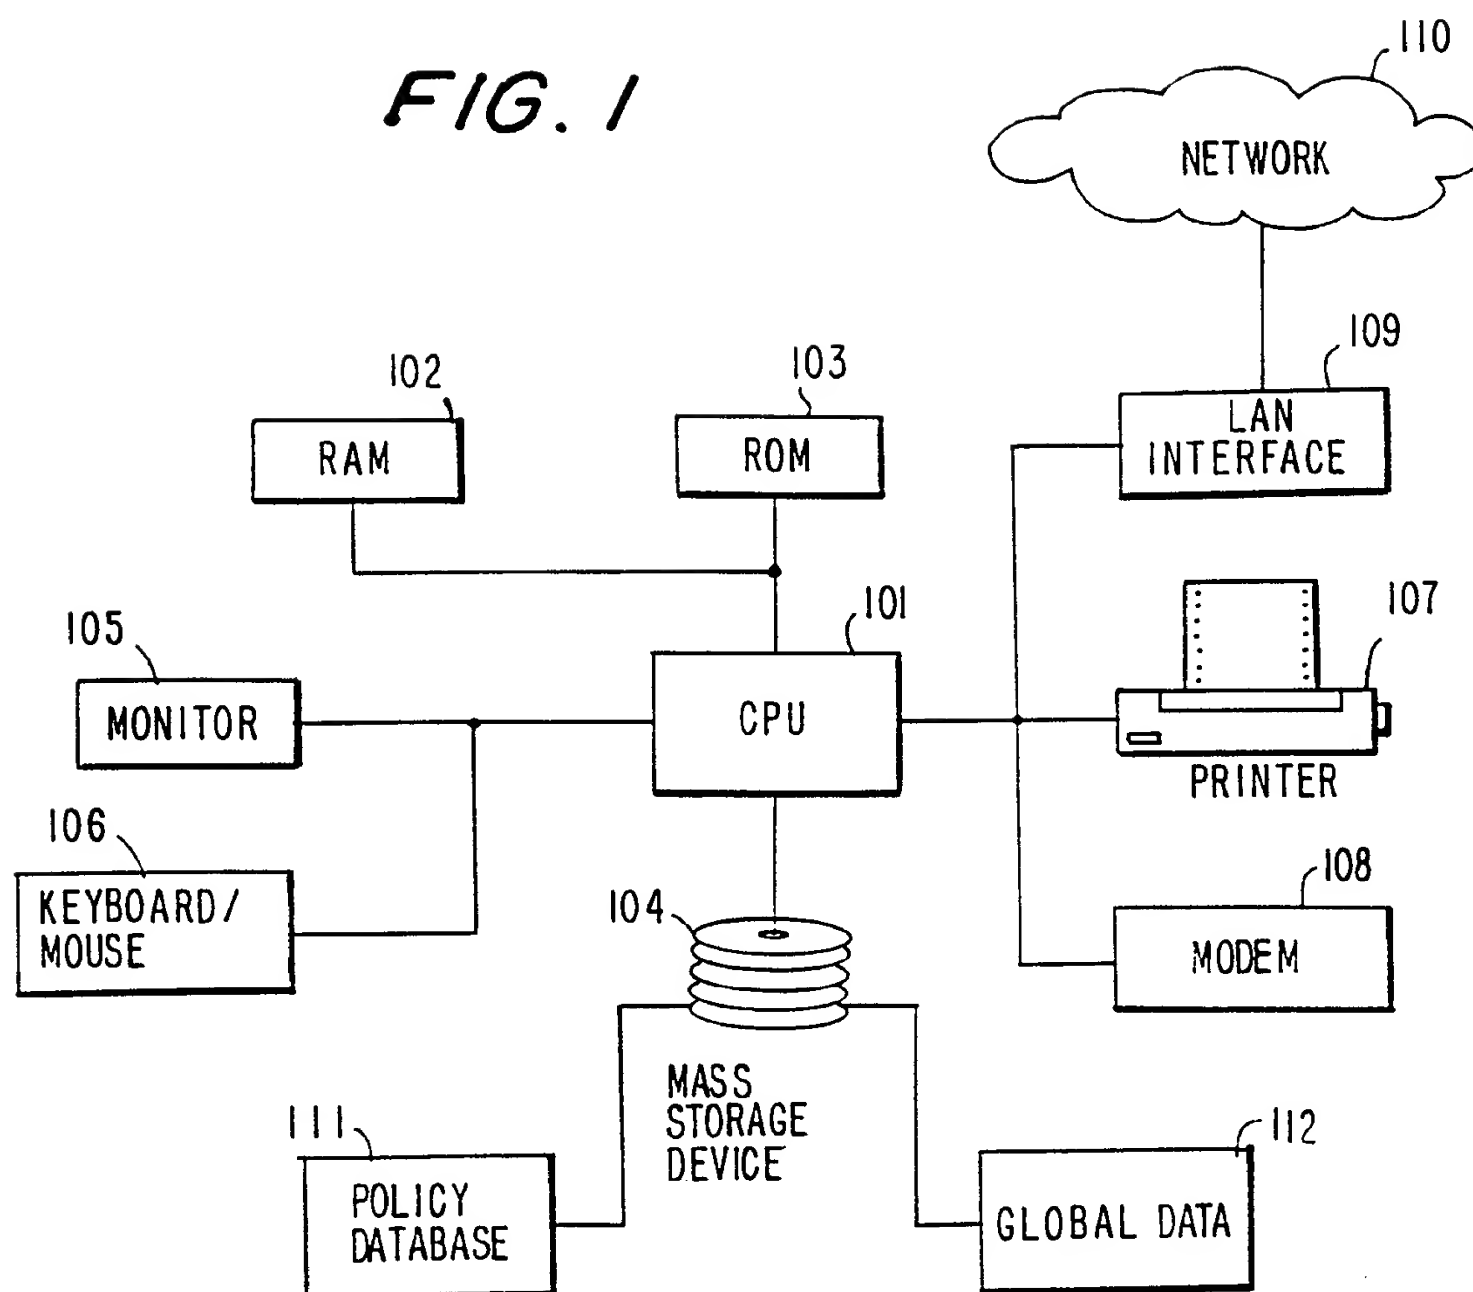 FIG. 1
110
NETWORK
109
LAN
INTERFACE
102
RAM
103
ROM
101
CPU
105
MONITOR
107
PRINTER
106
KEYBOARD/
MOUSE
108
MODEM
104
MASS
STORAGE
DEVICE
111
POLICY
DATABASE
112
GLOBAL DATA